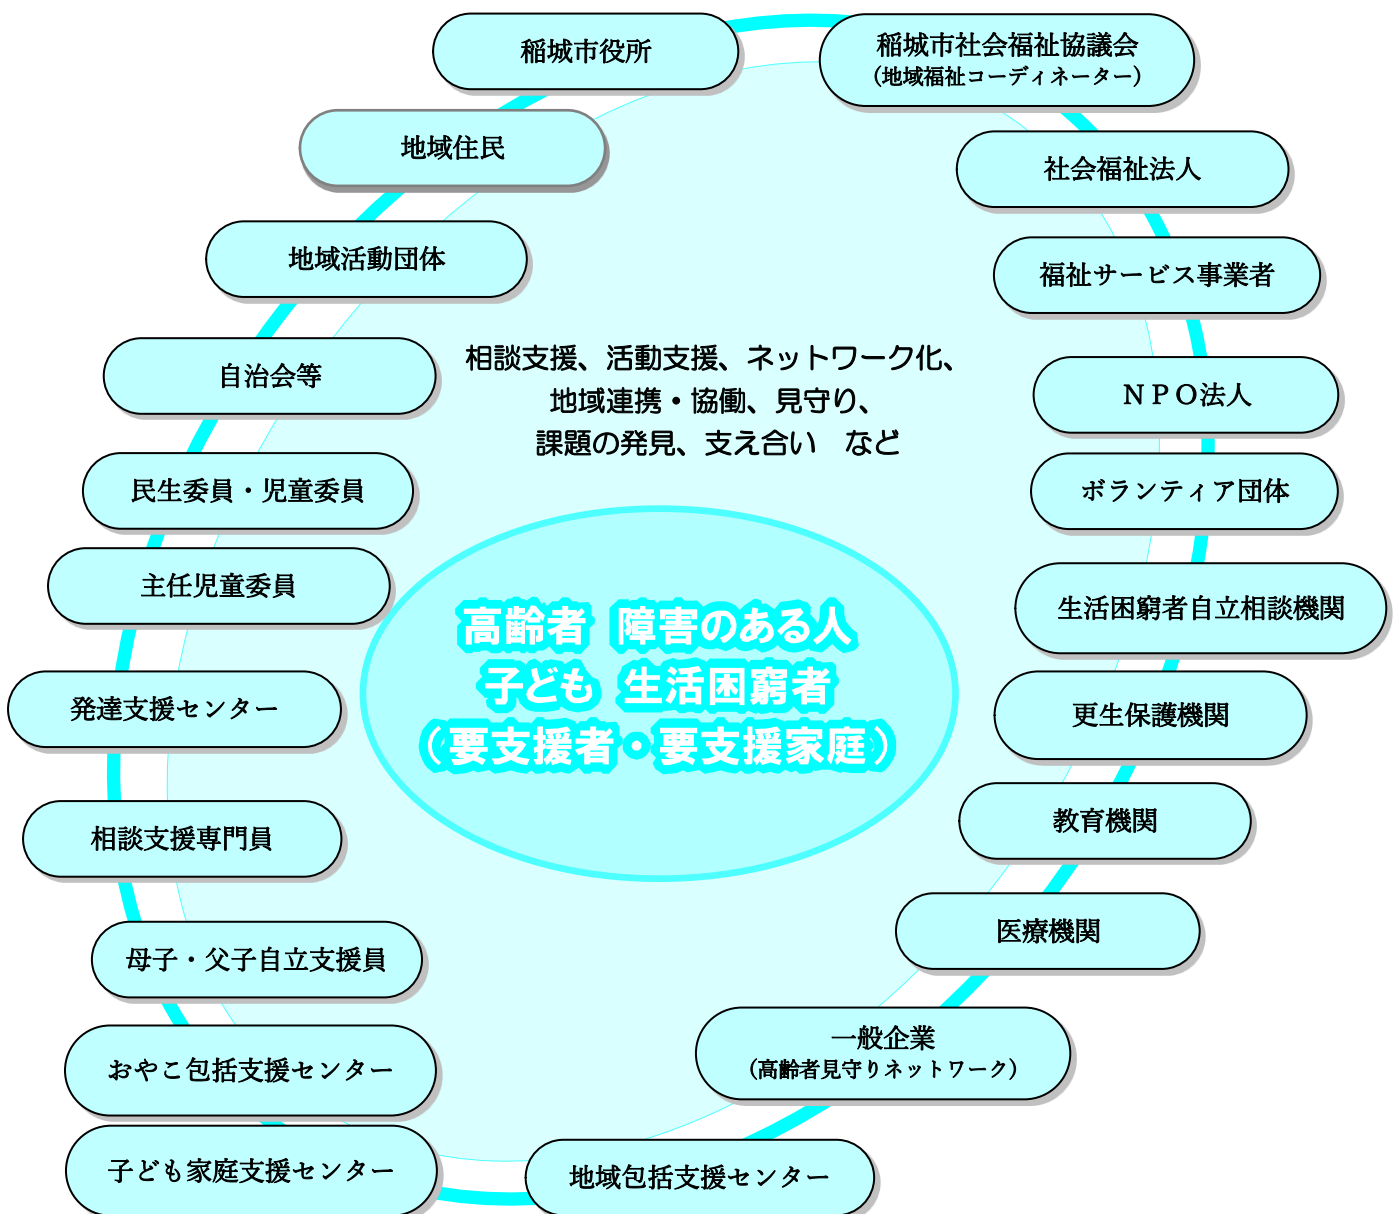 稲城市役所
稲城市社会福祉協議会
（地域福祉コーディネーター）
地域住民
社会福祉法人
地域活動団体
福祉サービス事業者
相談支援、活動支援、ネットワーク化、
地域連携・協働、見守り、
課題の発見、支え合い　など
自治会等
ＮＰＯ法人
民生委員・児童委員
ボランティア団体
主任児童委員
生活困窮者自立相談機関
高齢者　障害のある人
子ども　生活困窮者
（要支援者・要支援家庭）
発達支援センター
更生保護機関
相談支援専門員
教育機関
母子・父子自立支援員
医療機関
おやこ包括支援センター
一般企業
（高齢者見守りネットワーク）
子ども家庭支援センター
地域包括支援センター